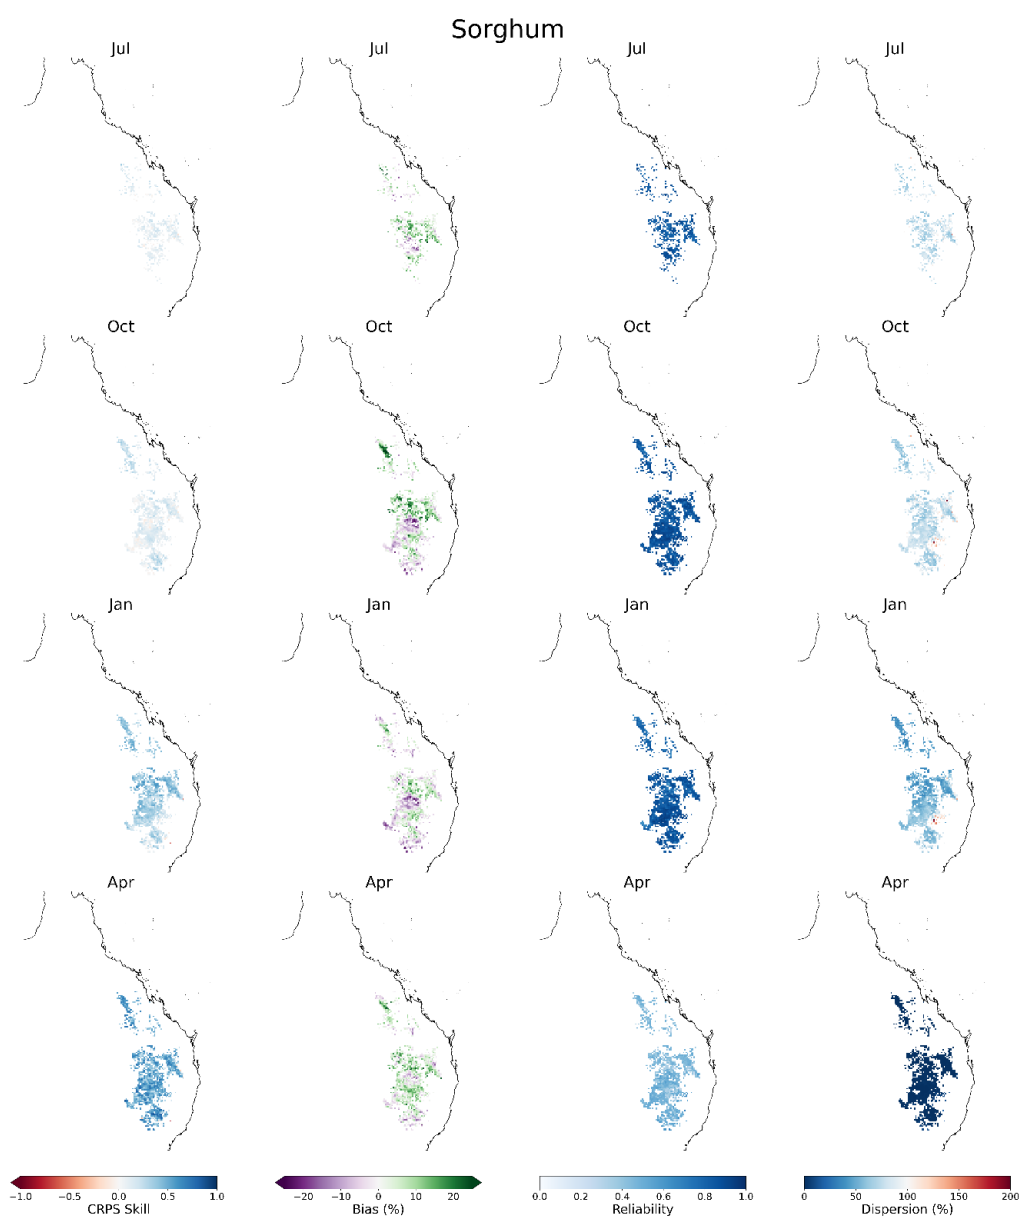 Sorghum
Jul Jul Jul Jul
Oct Oct Oct Oct
Jan Jan Jan Jan
Apr Apr Apr Apr
−1.0 −0.5 0.0 0.5 1.0 −20 −10 0 10 20 0.0 0.2 0.4 0.6 0.8 1.0 0 50 100 150 200
CRPS Skill Bias (%) Reliability Dispersion (%)